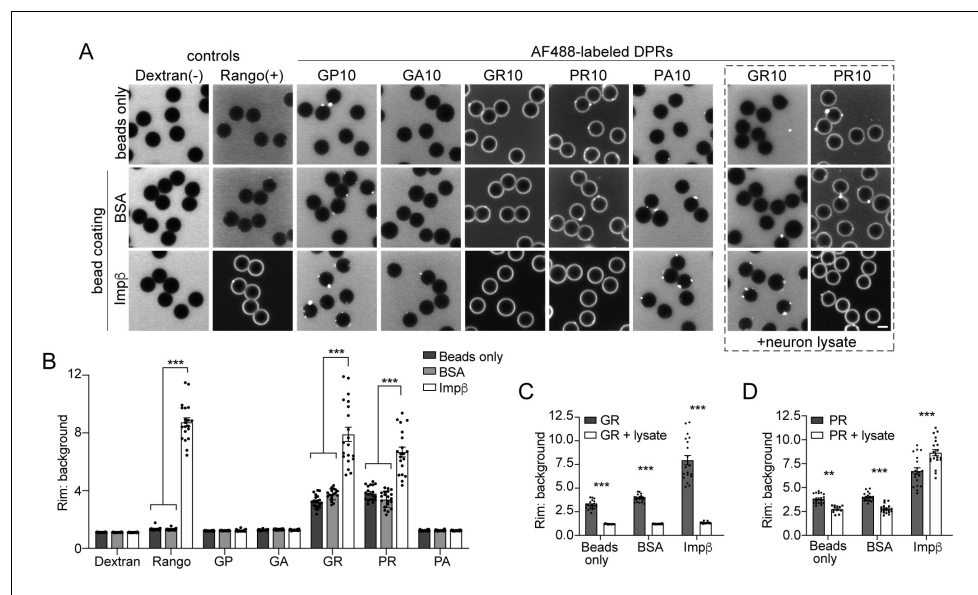 A
controls
AF488-labeled DPRs
Dextran(-) Rango(+) GP10 GA10 GR10 PR10 PA10 GR10 PR10
beads only
BSA
Impβ
bead coating
+neuron lysate
B
Rim: background
12
8
4
0
***
***
***
Beads only
BSA
Impβ
Dextran Rango GP GA GR PR PA
C
Rim: background
12.5
10.0
7.5
5.0
2.5
0
GR
GR + lysate
***
***
***
Beads only BSA Impβ
D
Rim: background
12.5
10.0
7.5
5.0
2.5
0
PR
PR + lysate
**
***
***
Beads only BSA Impβ